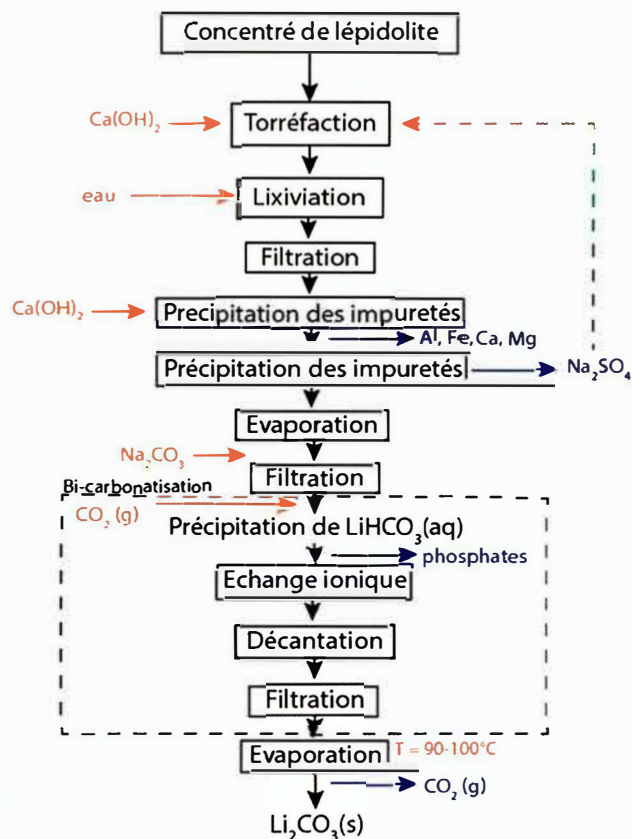 Concentré de lépidolite
Ca(OH)2
Torréfaction
eau
Lixiviation
Filtration
Ca(OH)2
Precipitation des impuretés
Al, Fe, Ca, Mg
Précipitation des impuretés
Na2SO4
Evaporation
Na2CO3
Filtration
Bi-carbonatisation
CO2 (g)
Précipitation de LiHCO3(aq)
phosphates
Echange ionique
Décantation
Filtration
Evaporation
T = 90-100°C
CO2 (g)
Li2CO3(s)